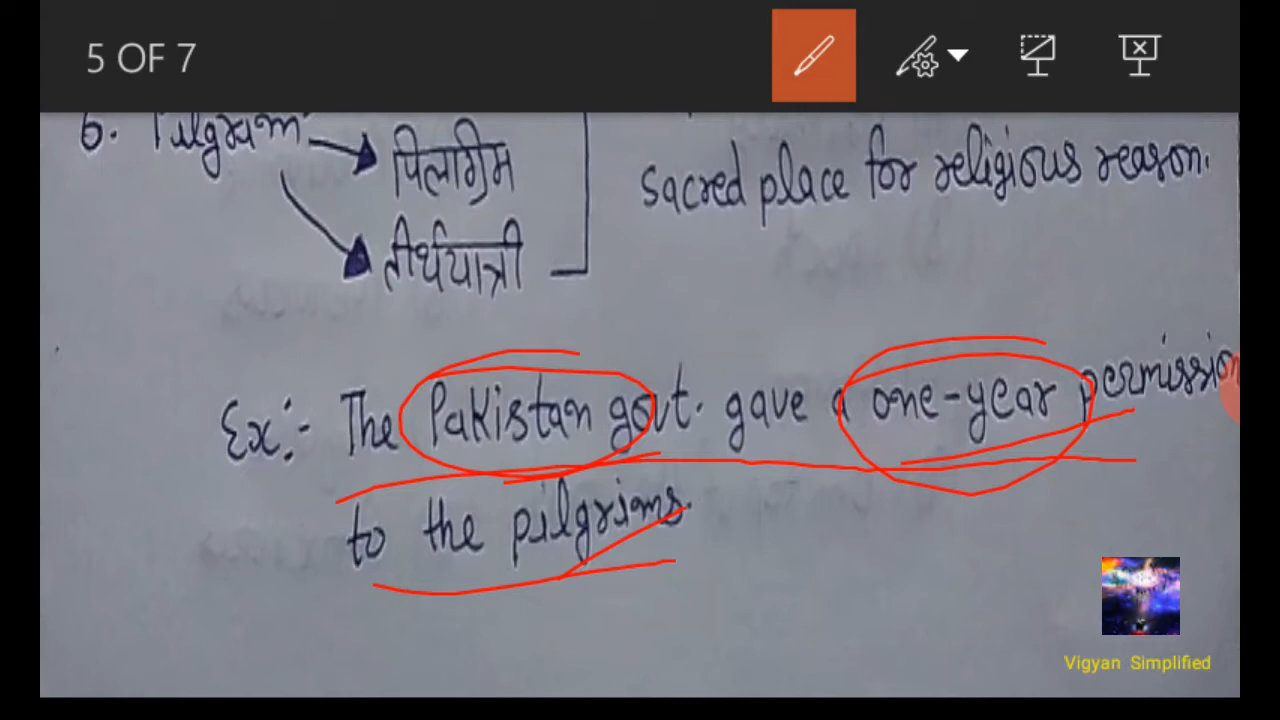 5 OF 7
6. Pilgrim
पिलग्रिम
तीर्थयात्री
sacred place for religious reason.
Ex:- The Pakistan govt. gave a one-year permission
to the pilgrims.
Vigyan Simplified